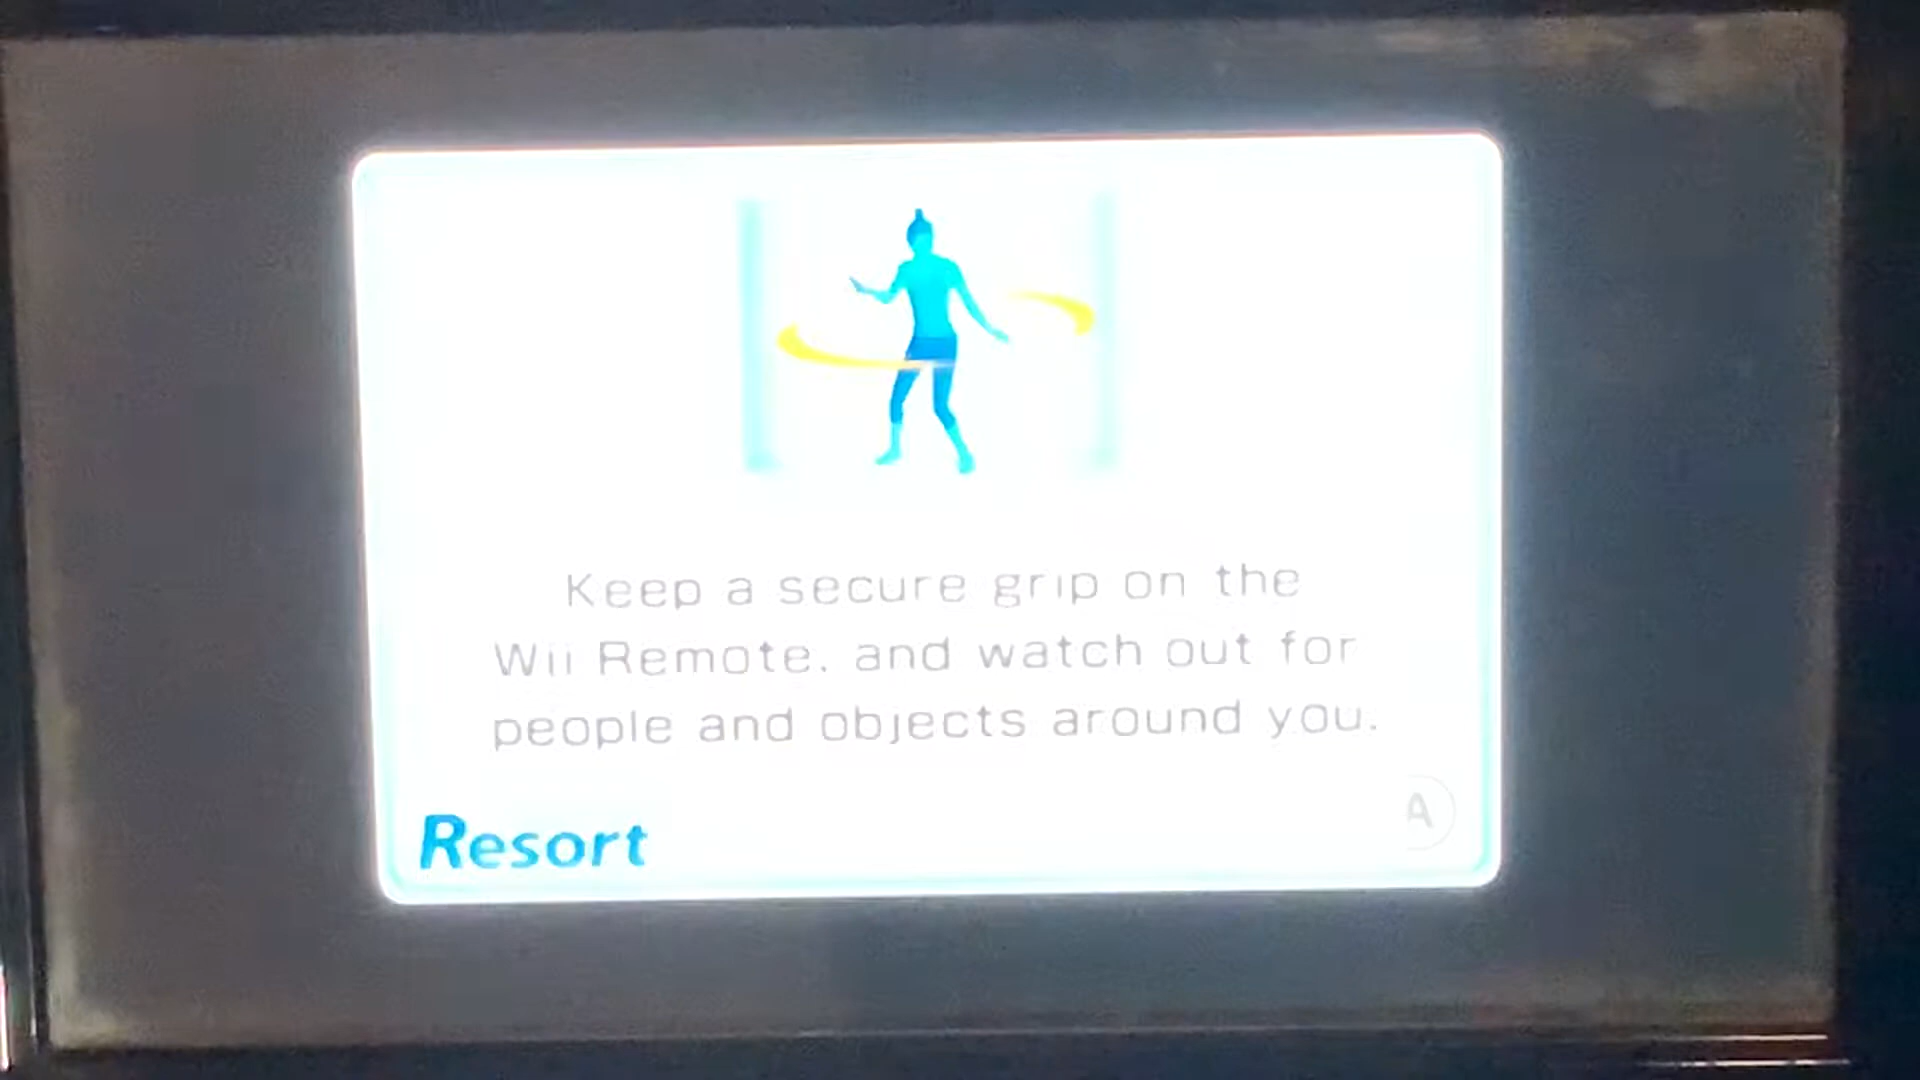 Keep a secure grip on the
Wii Remote, and watch out for
people and objects around you.
Resort
A